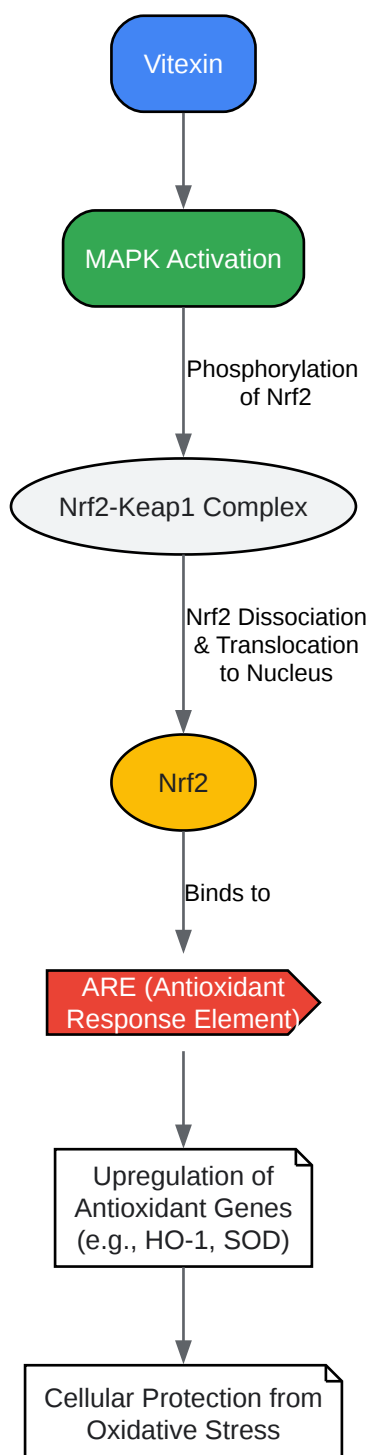 Vitexin
MAPK Activation
Phosphorylation
of Nrf2
Nrf2-Keap1 Complex
Nrf2 Dissociation
& Translocation
to Nucleus
Nrf2
Binds to
ARE (Antioxidant
Response Element)
Upregulation of
Antioxidant Genes
(e.g., HO-1, SOD)
Cellular Protection from
Oxidative Stress